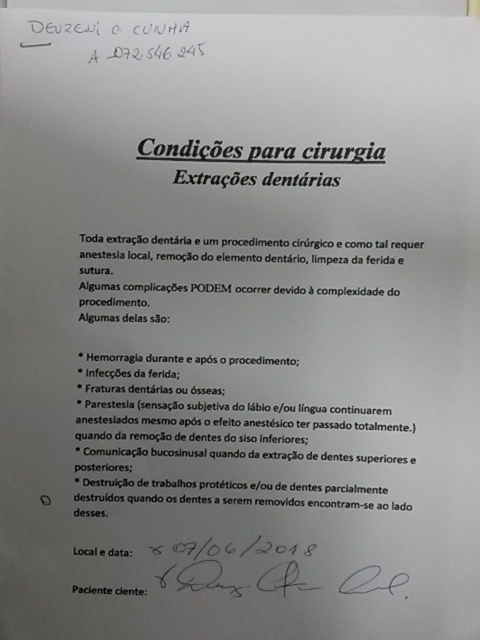 DEUZENI O CUNHA
A 072546245
Condições para cirurgia
Extrações dentárias
Toda extração dentária e um procedimento cirúrgico e como tal requer
anestesia local, remoção do elemento dentário, limpeza da ferida e
sutura.
Algumas complicações PODEM ocorrer devido à complexidade do
procedimento.
Algumas delas são:
* Hemorragia durante e após o procedimento;
* Infecções da ferida;
* Fraturas dentárias ou ósseas;
* Parestesia (sensação subjetiva do lábio e/ou língua continuarem
anestesiados mesmo após o efeito anestésico ter passado totalmente.)
quando da remoção de dentes do siso inferiores;
* Comunicação bucosinusal quando da extração de dentes superiores e
posteriores;
* Destruição de trabalhos protéticos e/ou de dentes parcialmente
destruídos quando os dentes a serem removidos encontram-se ao lado
desses.
Local e data: x 07/06/2018
Paciente ciente: x